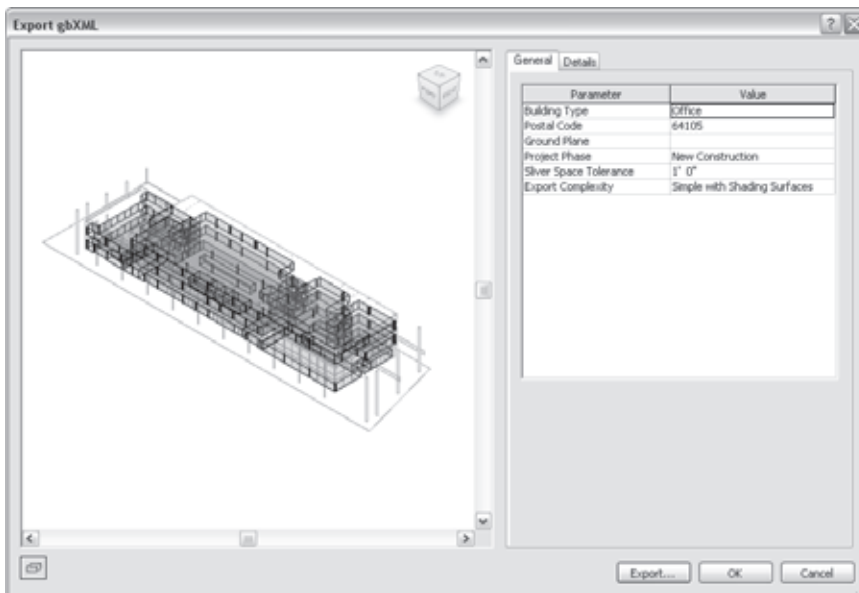 Export gbXML
General Details
Parameter Value
Building Type Office
Postal Code 64105
Ground Plane
Project Phase New Construction
Sliver Space Tolerance 1' 0"
Export Complexity Simple with Shading Surfaces
Export... OK Cancel